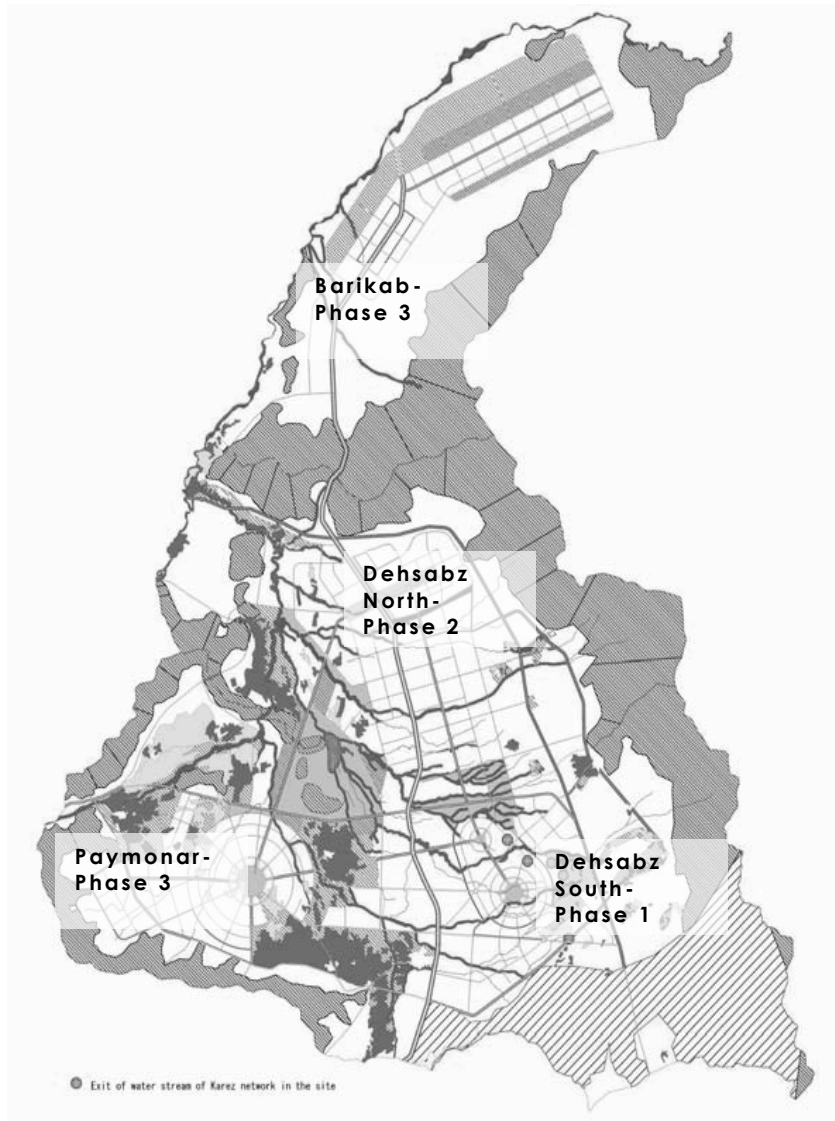 Barikab-
Phase 3
Dehsabz
North-
Phase 2
Paymonar-
Phase 3
Dehsabz
South-
Phase 1
Exit of water stream of Karez network in the site